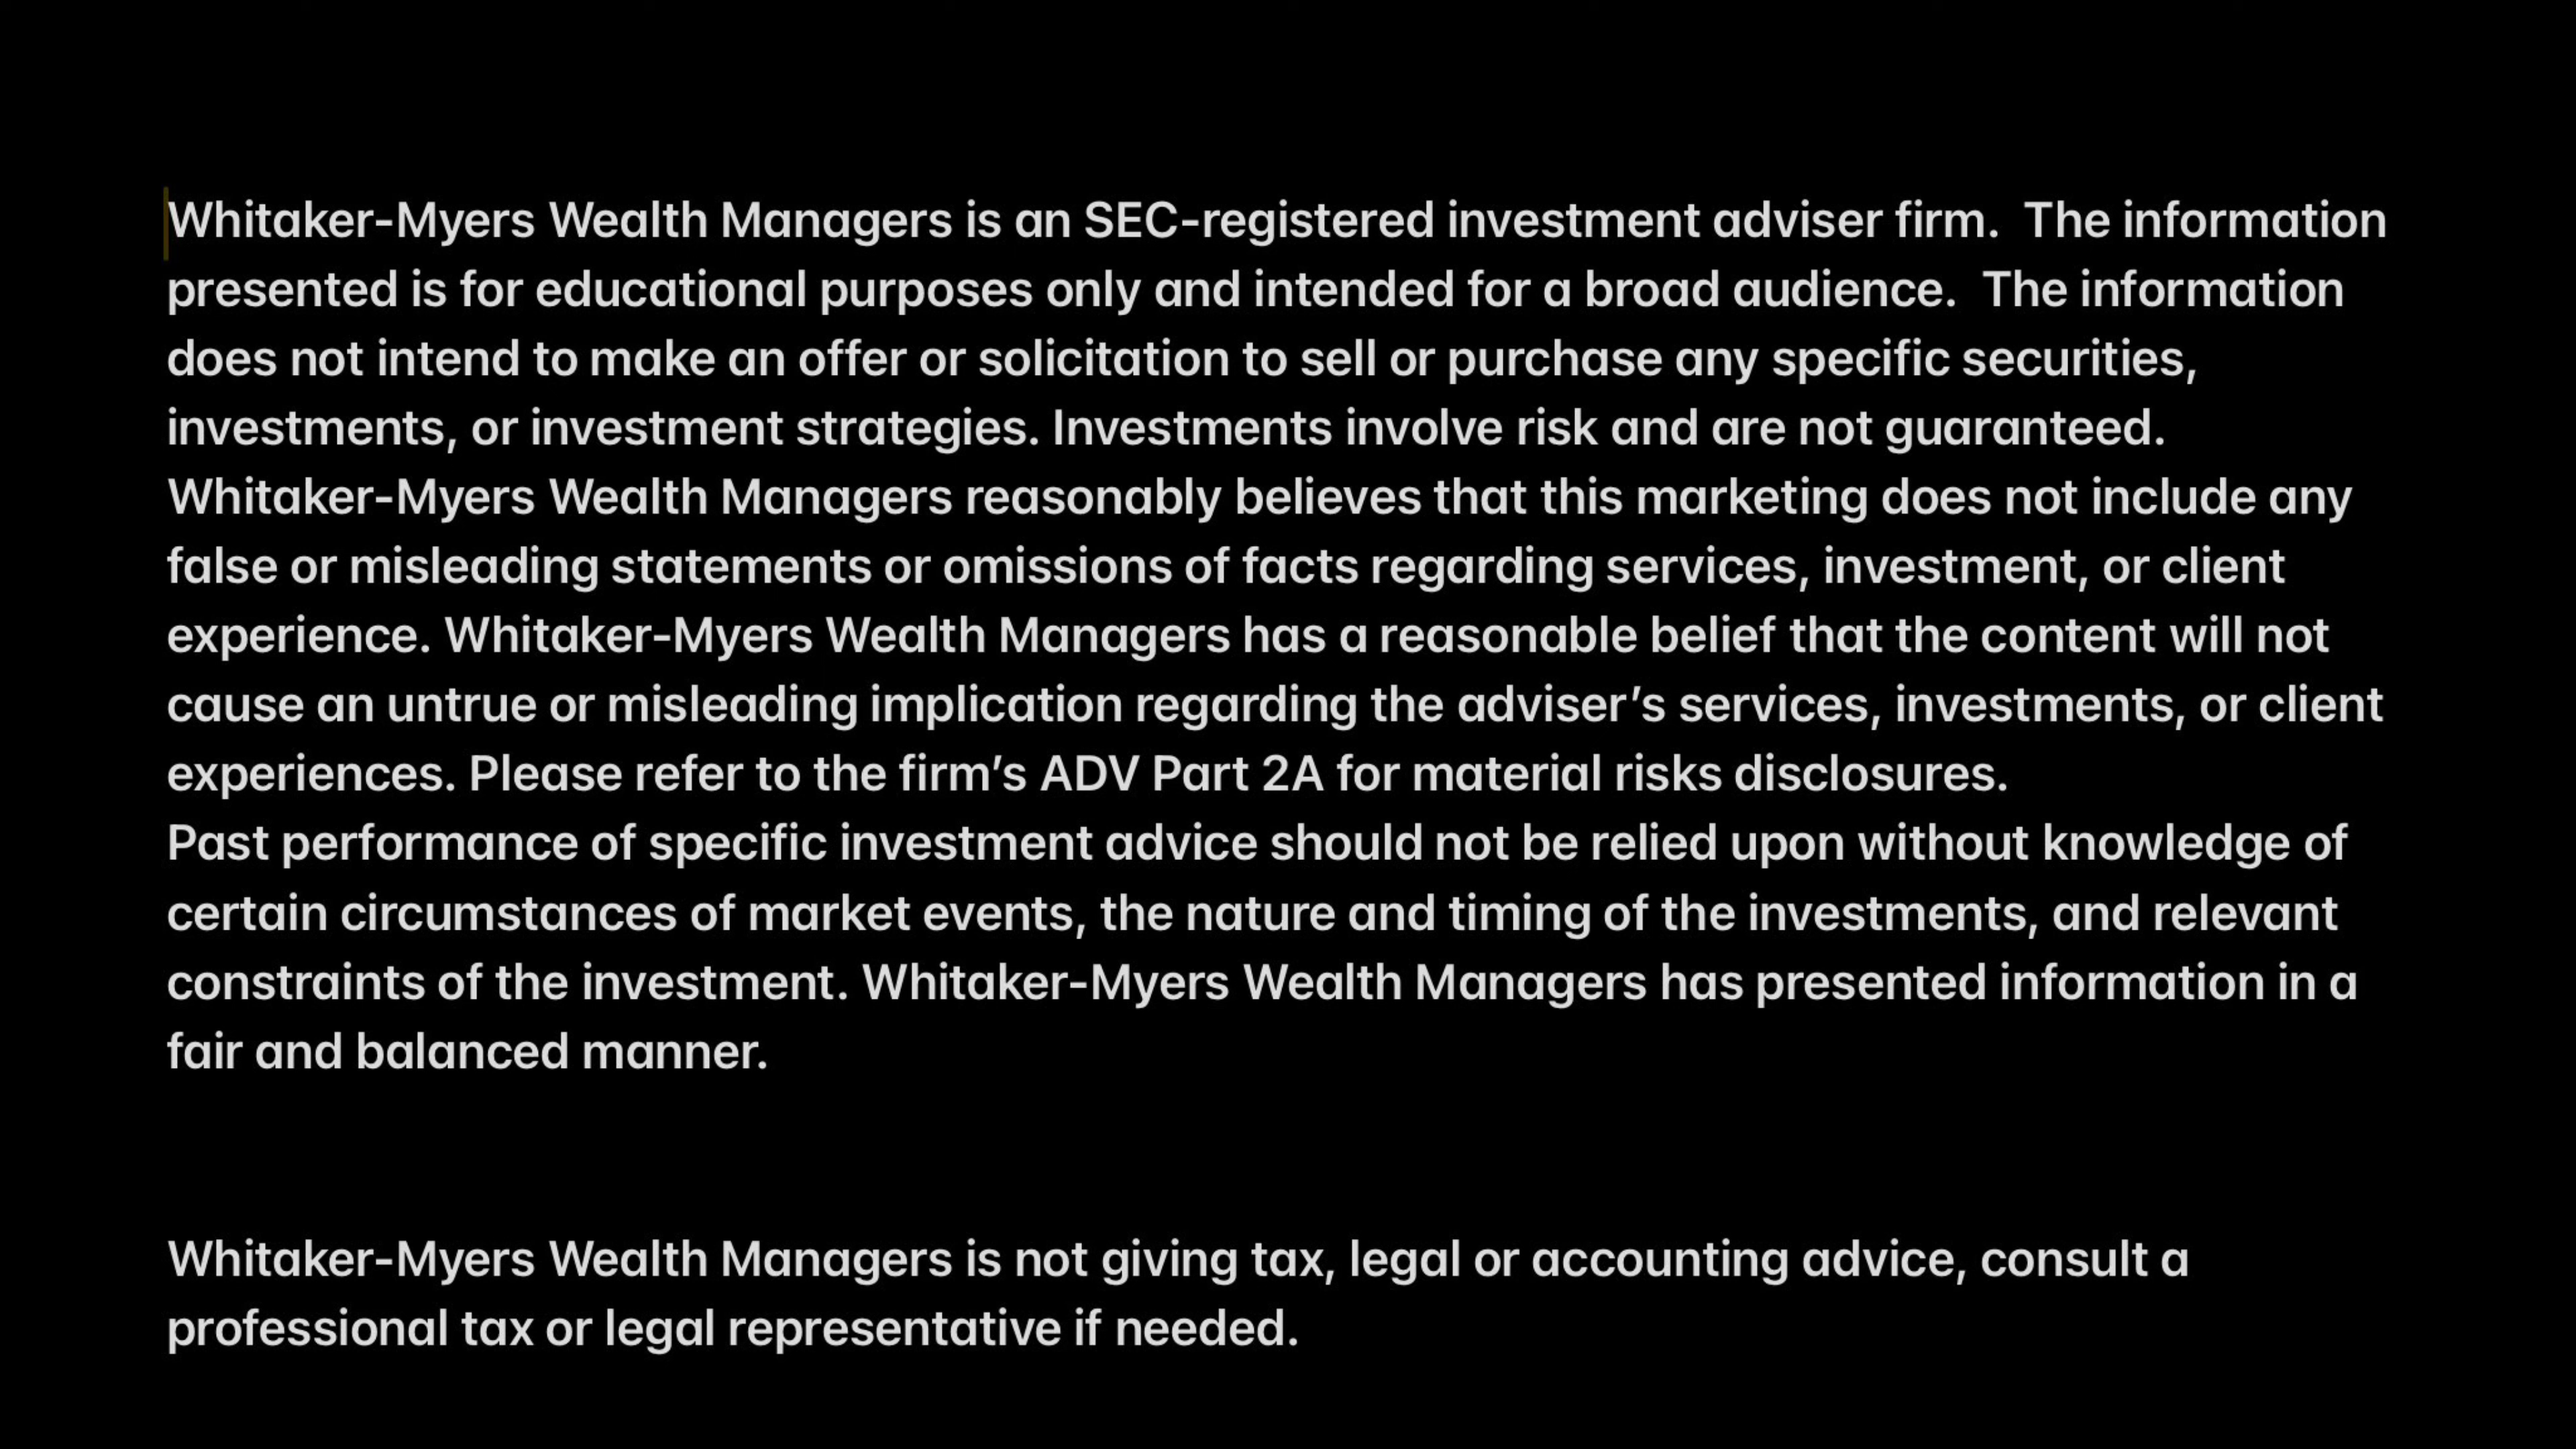 Whitaker-Myers Wealth Managers is an SEC-registered investment adviser firm.  The information
presented is for educational purposes only and intended for a broad audience.  The information
does not intend to make an offer or solicitation to sell or purchase any specific securities,
investments, or investment strategies. Investments involve risk and are not guaranteed.
Whitaker-Myers Wealth Managers reasonably believes that this marketing does not include any
false or misleading statements or omissions of facts regarding services, investment, or client
experience. Whitaker-Myers Wealth Managers has a reasonable belief that the content will not
cause an untrue or misleading implication regarding the adviser’s services, investments, or client
experiences. Please refer to the firm’s ADV Part 2A for material risks disclosures.
Past performance of specific investment advice should not be relied upon without knowledge of
certain circumstances of market events, the nature and timing of the investments, and relevant
constraints of the investment. Whitaker-Myers Wealth Managers has presented information in a
fair and balanced manner.
Whitaker-Myers Wealth Managers is not giving tax, legal or accounting advice, consult a
professional tax or legal representative if needed.